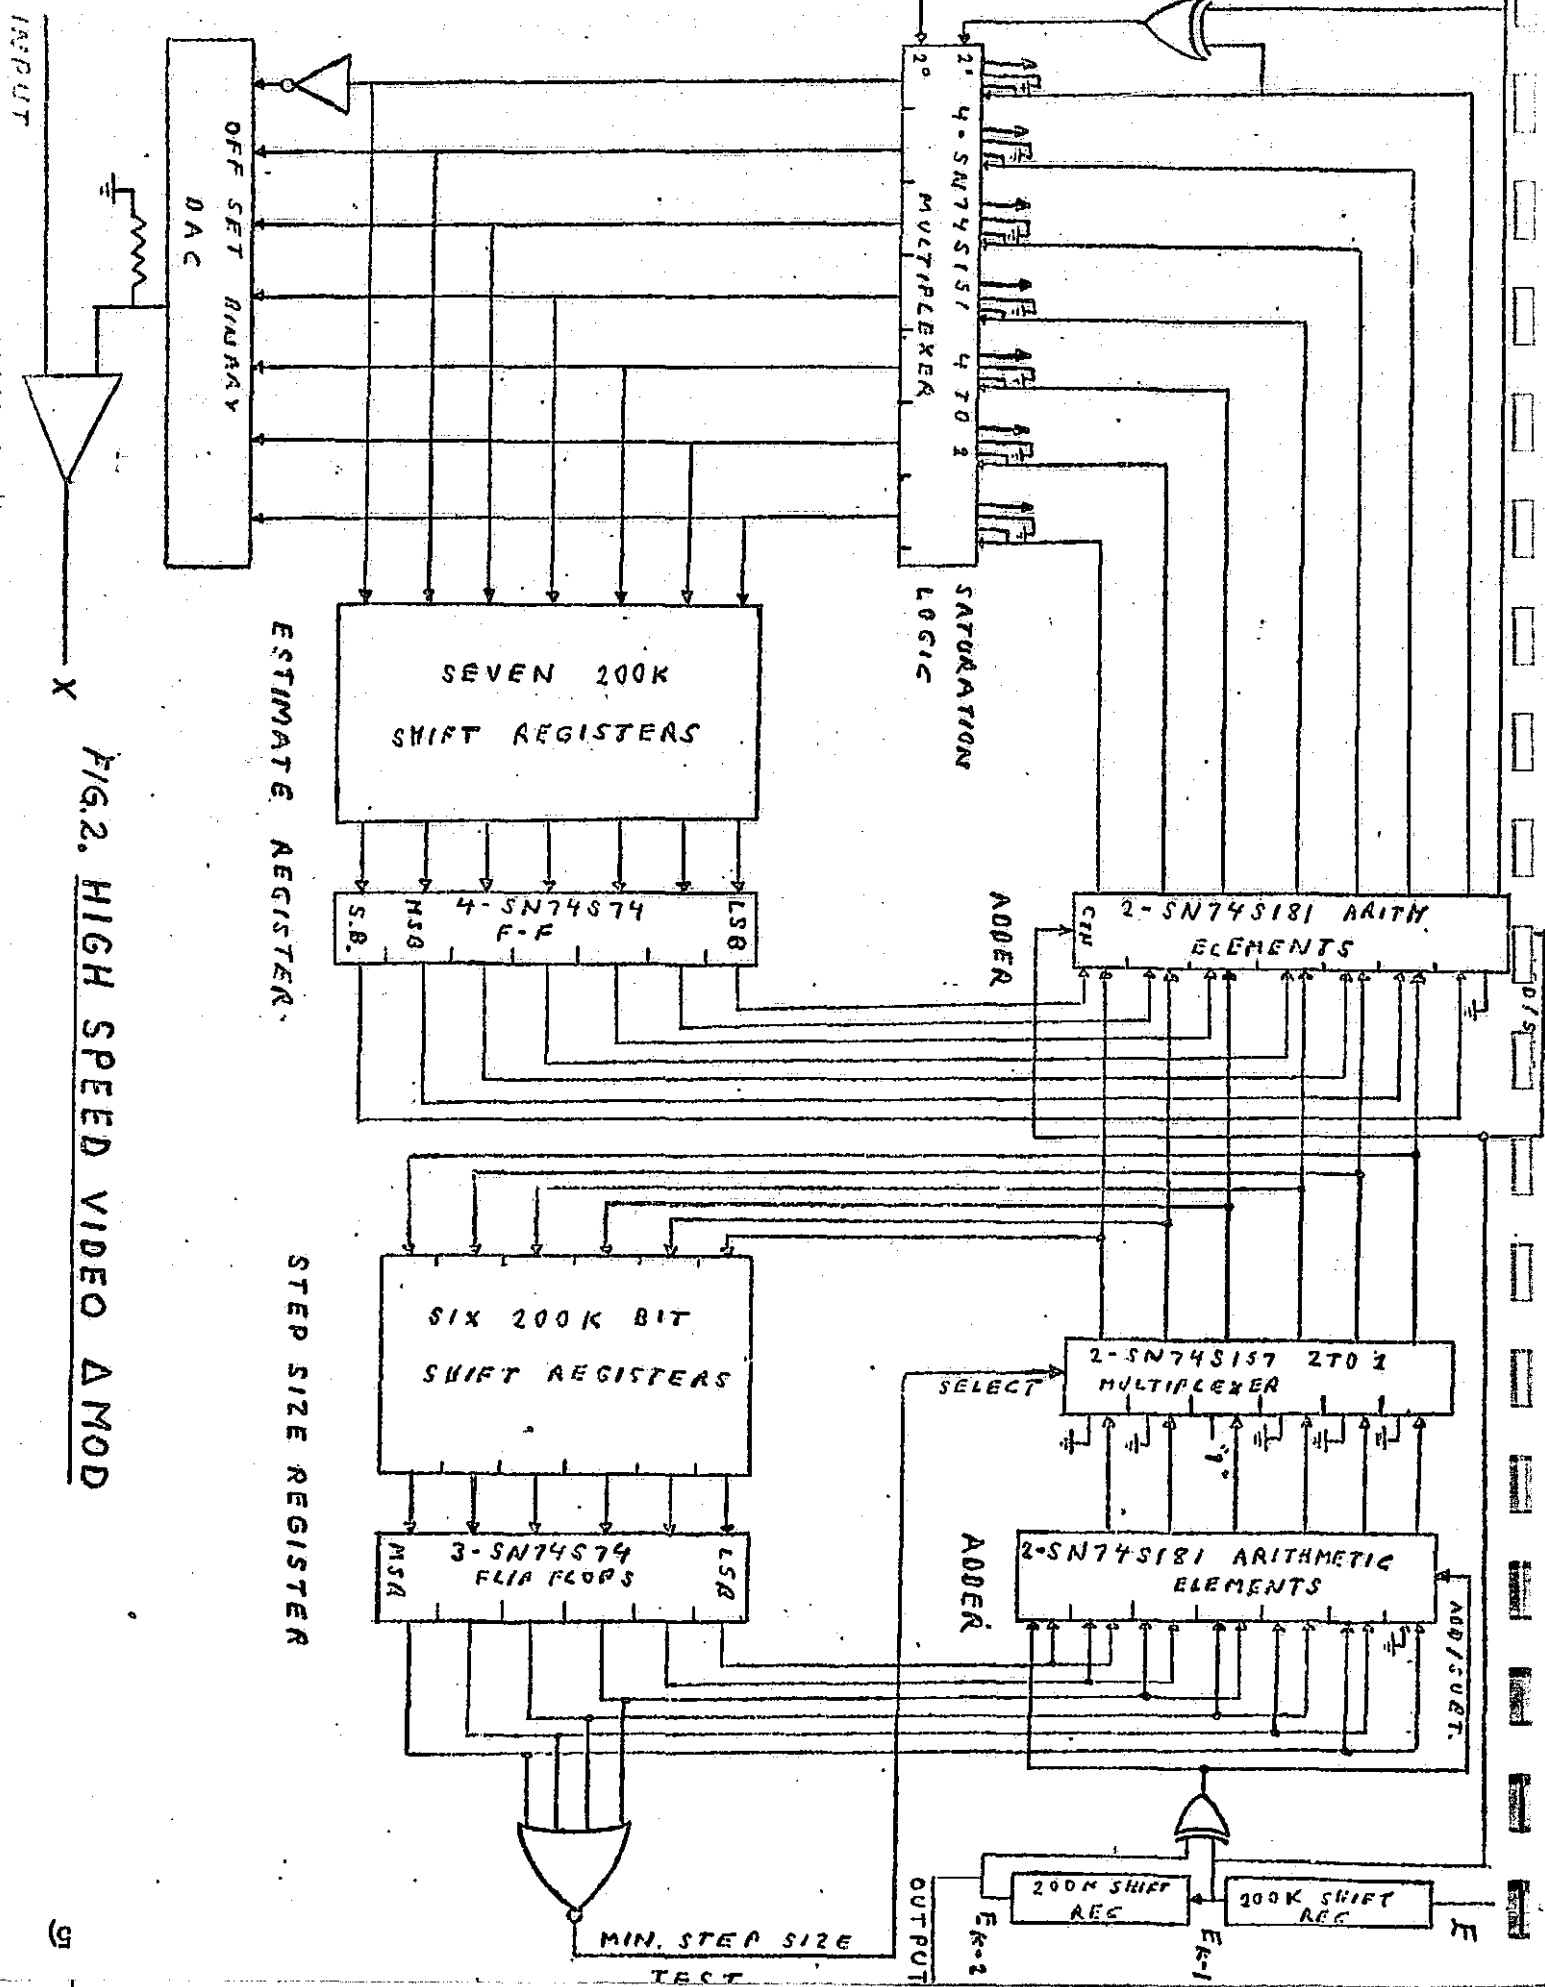 INPUT
OFF SET BINARY
DAC
X
2⁰ 2¹
4-SN74S151 4 TO 2
MULTIPLEXER
SATURATION
LOGIC
SEVEN 200K
SHIFT REGISTERS
ESTIMATE REGISTER.
S.B. MSB LSB
4-SN74S74
F-F
ADDER
CIN
2-SN74S181 ARITH.
ELEMENTS
SIX 200K BIT
SHIFT REGISTERS
STEP SIZE REGISTER
SELECT
2-SN74S157 2TO 1
MULTIPLEXER
"1"
MSB LSB
3-SN74S74
FLIP FLOPS
ADDER
2-SN74S181 ARITHMETIC
ELEMENTS
ADD/SUBT.
200K SHIFT
REG
200K SHIFT
REG
E
EK-1
EK-2
OUTPUT
MIN. STEP SIZE
TEST
FIG.2. HIGH SPEED VIDEO Δ MOD
5)